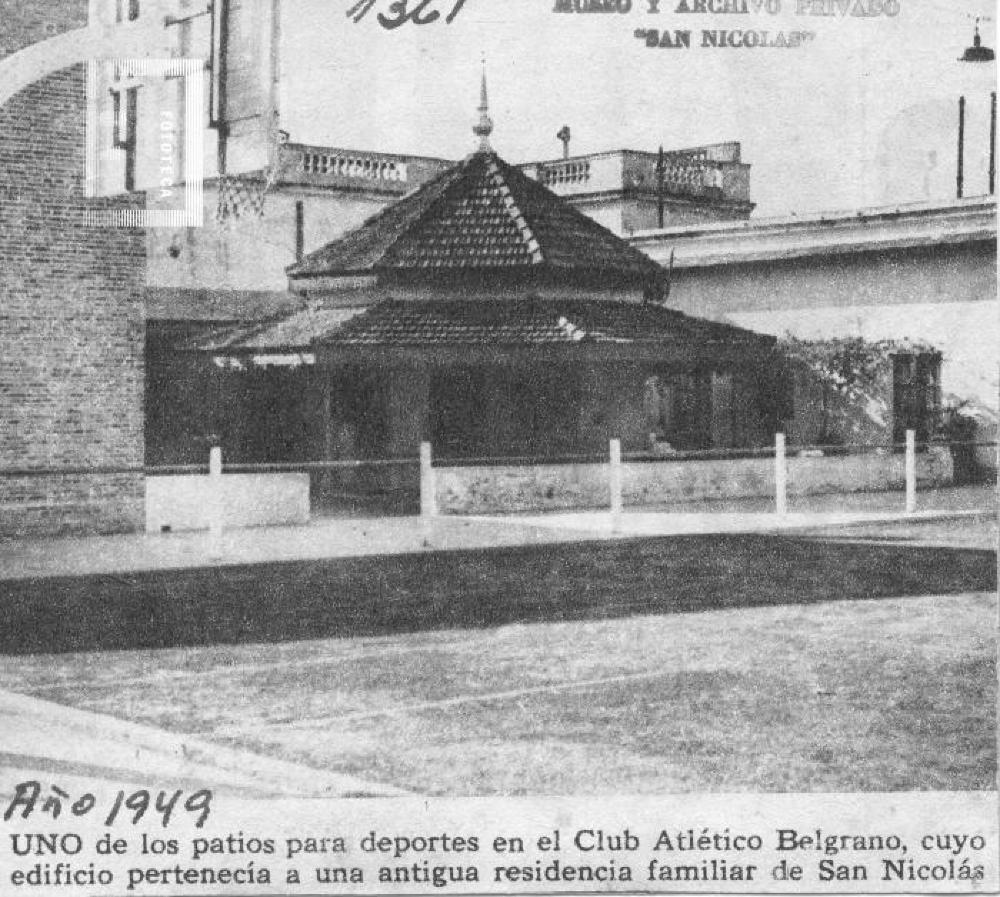 1321
MUSEO Y ARCHIVO PRIVADO
"SAN NICOLAS"
FOTOTECA
Año 1949
UNO de los patios para deportes en el Club Atlético Belgrano, cuyo
edificio pertenecía a una antigua residencia familiar de San Nicolás